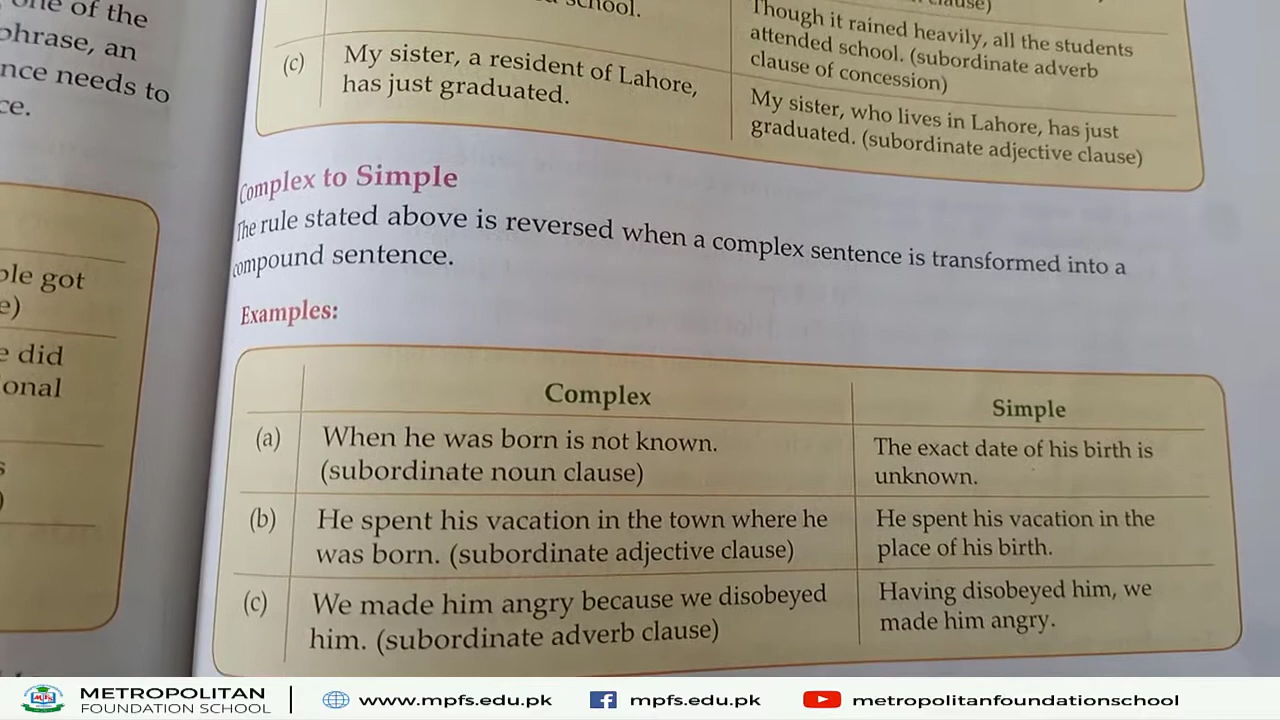 one of the
phrase, an
nce needs to
ce.
ple got
e)
e did
onal
s
)
school.
clause)
Though it rained heavily, all the students
attended school. (subordinate adverb
clause of concession)
(c) My sister, a resident of Lahore,
has just graduated.
My sister, who lives in Lahore, has just
graduated. (subordinate adjective clause)
Complex to Simple
The rule stated above is reversed when a complex sentence is transformed into a
compound sentence.
Examples:
Complex Simple
(a) When he was born is not known.
(subordinate noun clause)
The exact date of his birth is
unknown.
(b) He spent his vacation in the town where he
was born. (subordinate adjective clause)
He spent his vacation in the
place of his birth.
(c) We made him angry because we disobeyed
him. (subordinate adverb clause)
Having disobeyed him, we
made him angry.
METROPOLITAN
FOUNDATION SCHOOL
www.mpfs.edu.pk
mpfs.edu.pk
metropolitanfoundationschool